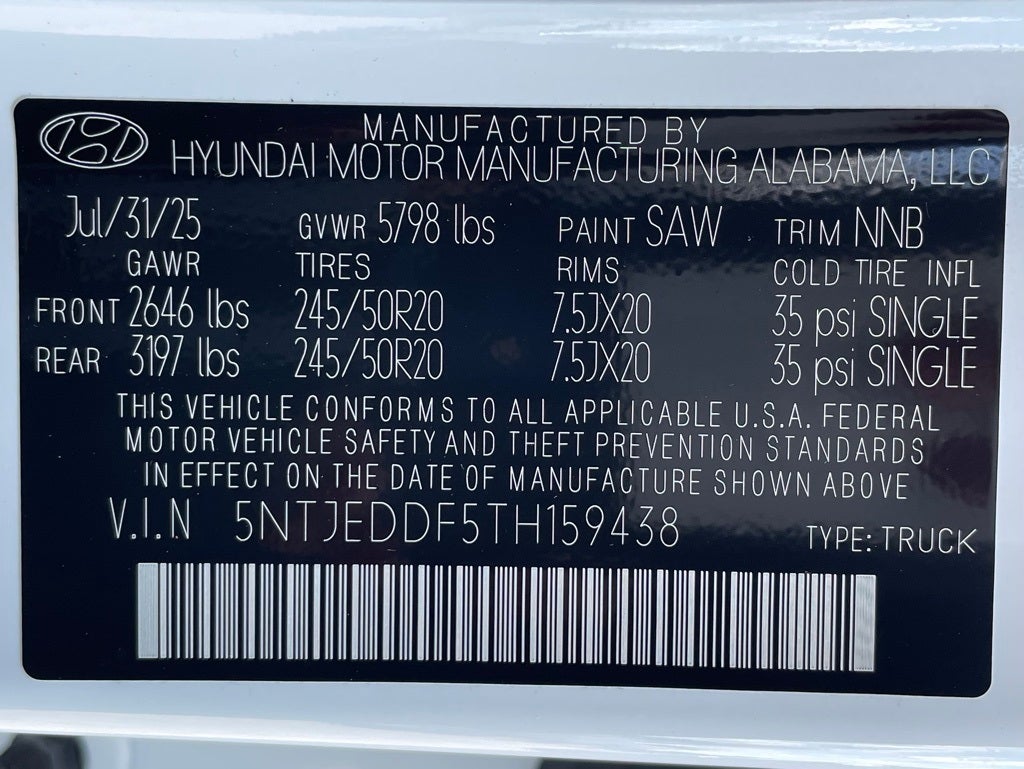 MANUFACTURED BY
HYUNDAI MOTOR MANUFACTURING ALABAMA, LLC
Jul/31/25 GVWR 5798 lbs PAINT SAW TRIM NNB
GAWR TIRES RIMS COLD TIRE INFL
FRONT 2646 lbs 245/50R20 7.5JX20 35 psi SINGLE
REAR 3197 lbs 245/50R20 7.5JX20 35 psi SINGLE
THIS VEHICLE CONFORMS TO ALL APPLICABLE U.S.A. FEDERAL
MOTOR VEHICLE SAFETY AND THEFT PREVENTION STANDARDS
IN EFFECT ON THE DATE OF MANUFACTURE SHOWN ABOVE
V.I.N 5NTJEDDF5TH159438 TYPE: TRUCK